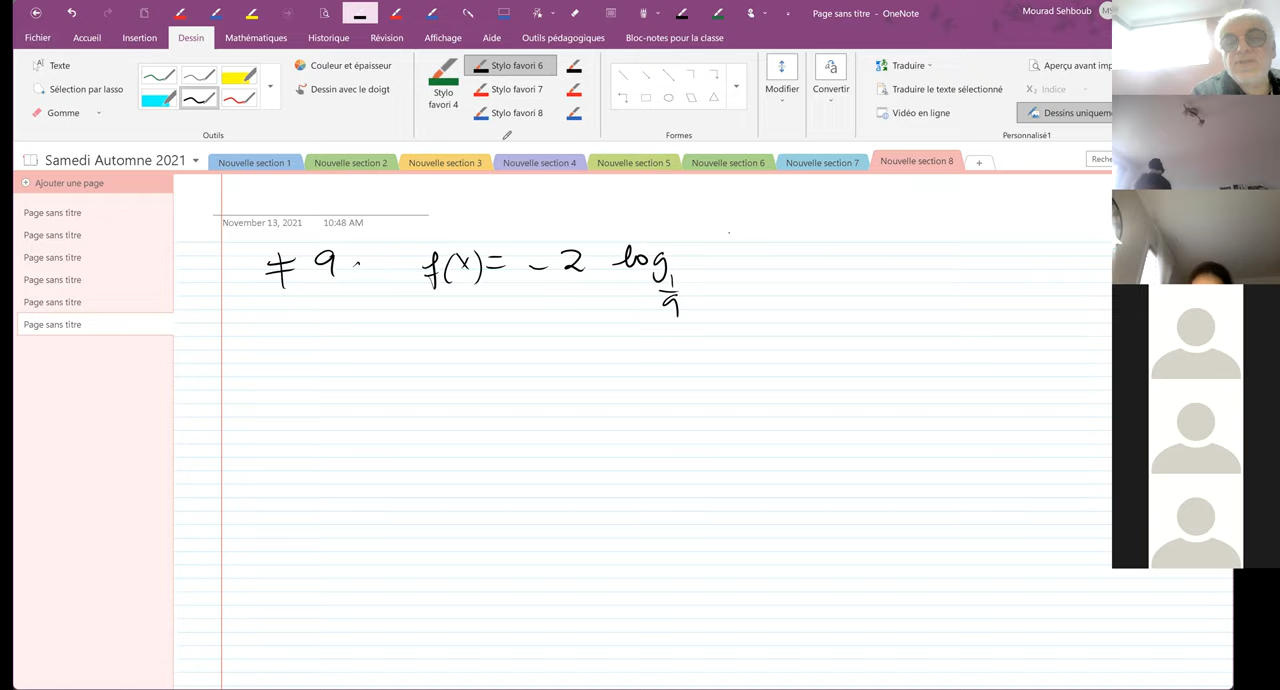 Page sans titre - OneNote
Mourad Sehboub
Fichier Accueil Insertion Dessin Mathématiques Historique Révision Affichage Aide Outils pédagogiques Bloc-notes pour la classe
Texte
Sélection par lasso
Gomme
Outils
Couleur et épaisseur
Dessin avec le doigt
Stylo favori 4
Stylo favori 6
Stylo favori 7
Stylo favori 8
Formes
Modifier
Convertir
Traduire
Traduire le texte sélectionné
Vidéo en ligne
Aperçu avant imp
Indice
Dessins uniqueme
Personnalisé1
Samedi Automne 2021
Nouvelle section 1 Nouvelle section 2 Nouvelle section 3 Nouvelle section 4 Nouvelle section 5 Nouvelle section 6 Nouvelle section 7 Nouvelle section 8 +
Reche
Ajouter une page
Page sans titre
Page sans titre
Page sans titre
Page sans titre
Page sans titre
Page sans titre
November 13, 2021 10:48 AM
≠ 9. f(x) = -2 log
1
9